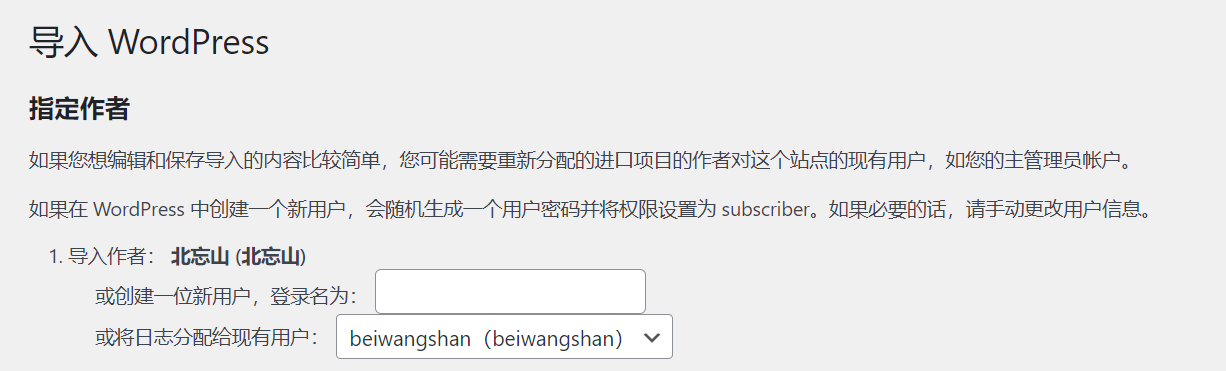 导入 WordPress
指定作者
如果您想编辑和保存导入的内容比较简单，您可能需要重新分配的进口项目的作者对这个站点的现有用户，如您的主管理员帐户。
如果在 WordPress 中创建一个新用户，会随机生成一个用户密码并将权限设置为 subscriber。如果必要的话，请手动更改用户信息。
1. 导入作者： 北忘山 (北忘山)
或创建一位新用户，登录名为：
或将日志分配给现有用户： beiwangshan（beiwangshan）